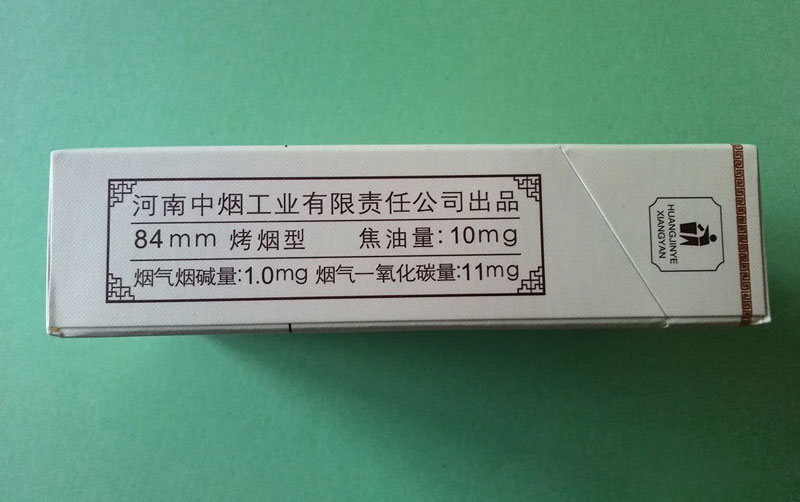 河南中烟工业有限责任公司出品
84mm 烤烟型 焦油量:10mg
烟气烟碱量:1.0mg 烟气一氧化碳量:11mg
HUANGJINYE
XIANGYAN